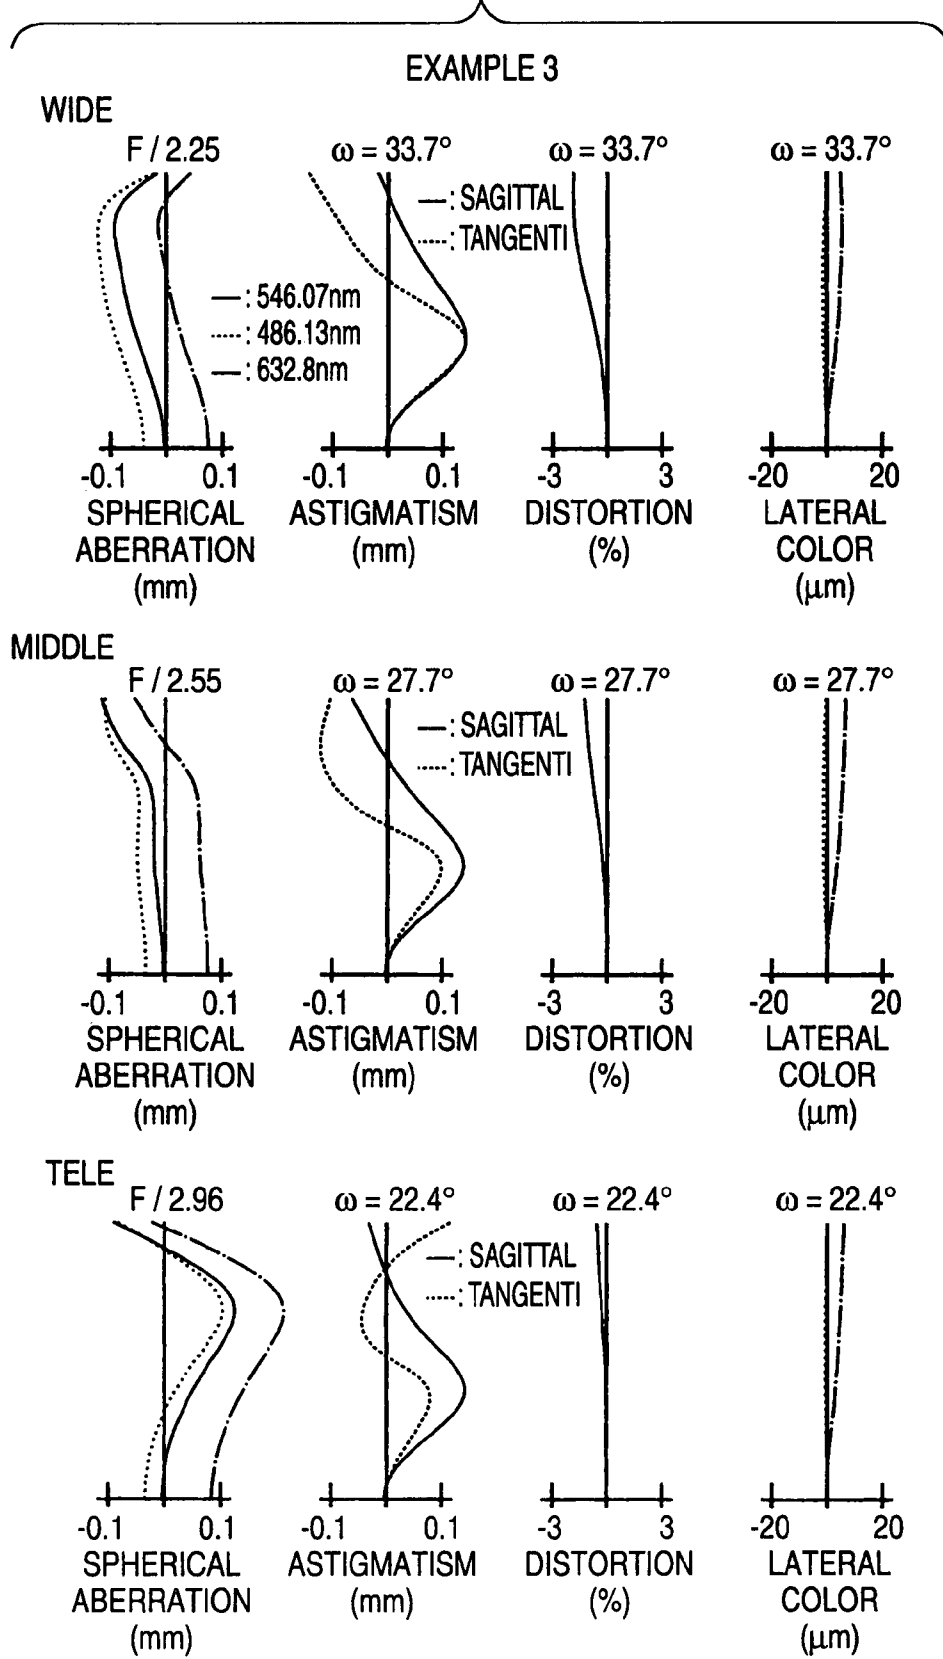 EXAMPLE 3
WIDE
F / 2.25
ω = 33.7°
ω = 33.7°
ω = 33.7°
—: SAGITTAL
.....: TANGENTI
—: 546.07nm
.....: 486.13nm
—: 632.8nm
-0.1 0.1
-0.1 0.1
-3 3
-20 20
SPHERICAL
ABERRATION
(mm)
ASTIGMATISM
(mm)
DISTORTION
(%)
LATERAL
COLOR
(μm)
MIDDLE
F / 2.55
ω = 27.7°
ω = 27.7°
ω = 27.7°
—: SAGITTAL
.....: TANGENTI
-0.1 0.1
-0.1 0.1
-3 3
-20 20
SPHERICAL
ABERRATION
(mm)
ASTIGMATISM
(mm)
DISTORTION
(%)
LATERAL
COLOR
(μm)
TELE
F / 2.96
ω = 22.4°
ω = 22.4°
ω = 22.4°
—: SAGITTAL
.....: TANGENTI
-0.1 0.1
-0.1 0.1
-3 3
-20 20
SPHERICAL
ABERRATION
(mm)
ASTIGMATISM
(mm)
DISTORTION
(%)
LATERAL
COLOR
(μm)